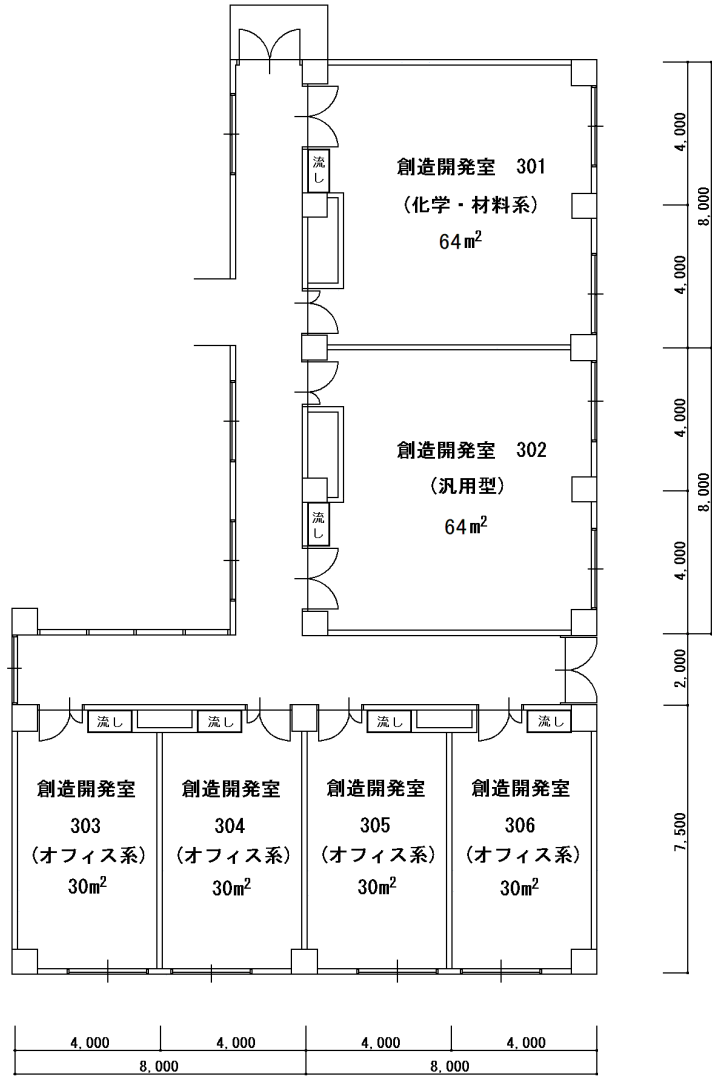 創造開発室 301
(化学・材料系)
64m²
流し
4,000
4,000
8,000
創造開発室 302
(汎用型)
64m²
流し
4,000
4,000
8,000
2,000
流し
流し
流し
流し
創造開発室
303
(オフィス系)
30m²
創造開発室
304
(オフィス系)
30m²
創造開発室
305
(オフィス系)
30m²
創造開発室
306
(オフィス系)
30m²
7,500
4,000
4,000
4,000
4,000
8,000
8,000